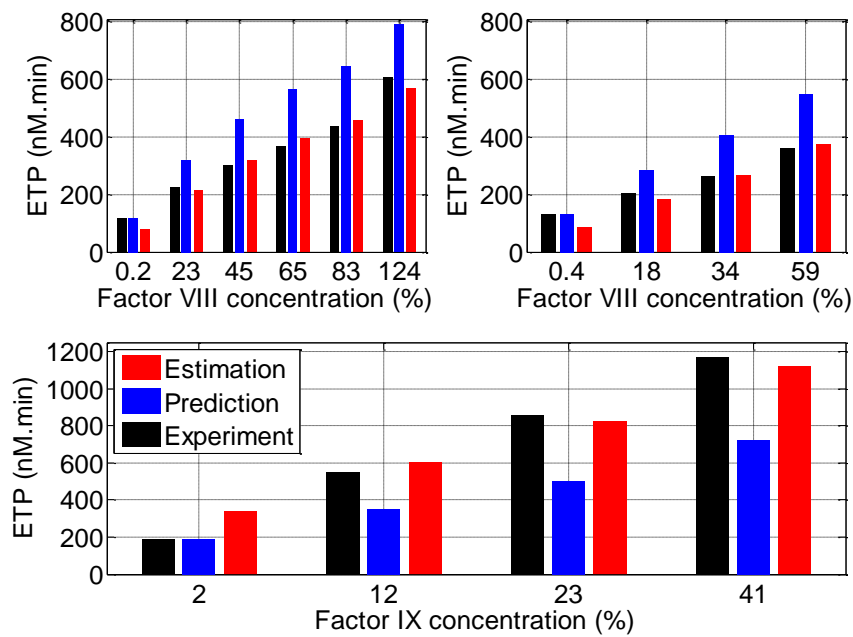 800
600
400
200
0
ETP (nM.min)
0.2 23 45 65 83 124
Factor VIII concentration (%)
800
600
400
200
0
ETP (nM.min)
0.4 18 34 59
Factor VIII concentration (%)
1200
1000
800
600
400
200
0
ETP (nM.min)
Estimation
Prediction
Experiment
2 12 23 41
Factor IX concentration (%)